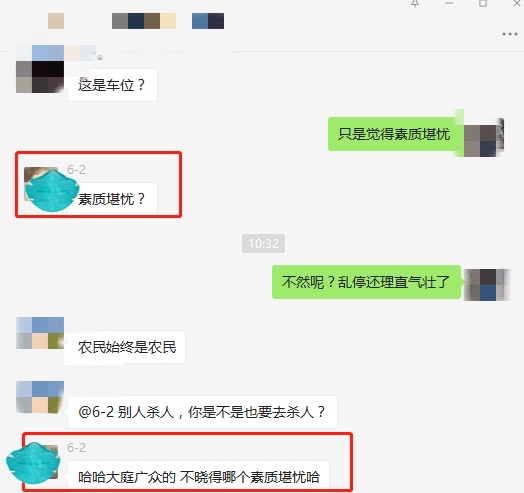 这是车位？
只是觉得素质堪忧
6-2
素质堪忧？
10:32
不然呢？乱停还理直气壮了
农民始终是农民
@6-2 别人杀人，你是不是也要去杀人？
6-2
哈哈大庭广众的 不晓得哪个素质堪忧哈